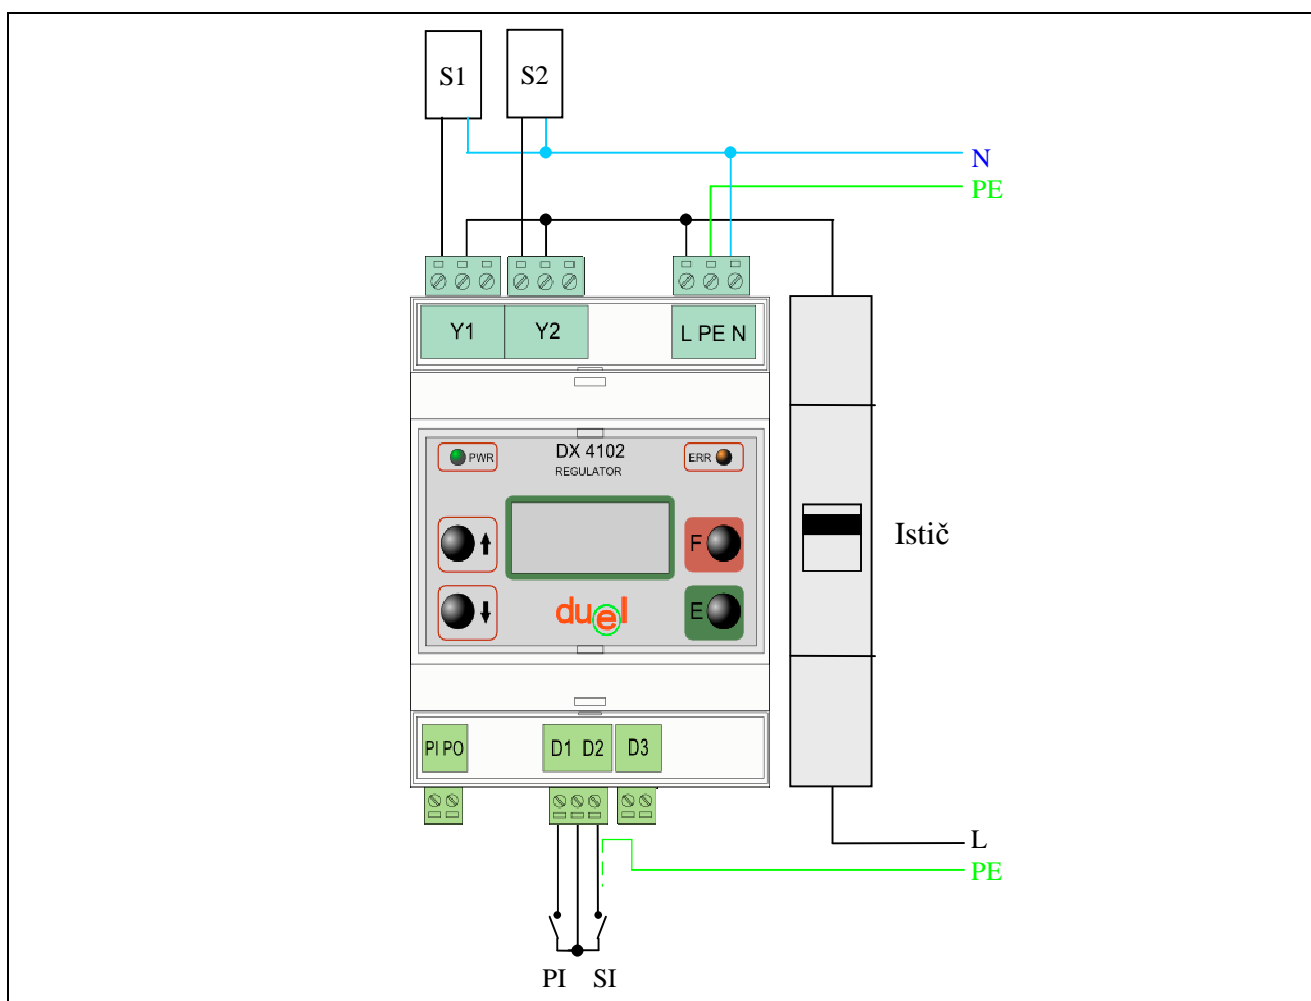 S1 S2
N
PE
Y1 Y2 L PE N
PWR DX 4102 ERR
REGULATOR
F
Istič
E
duel
PI PO D1 D2 D3
L
PE
PI SI